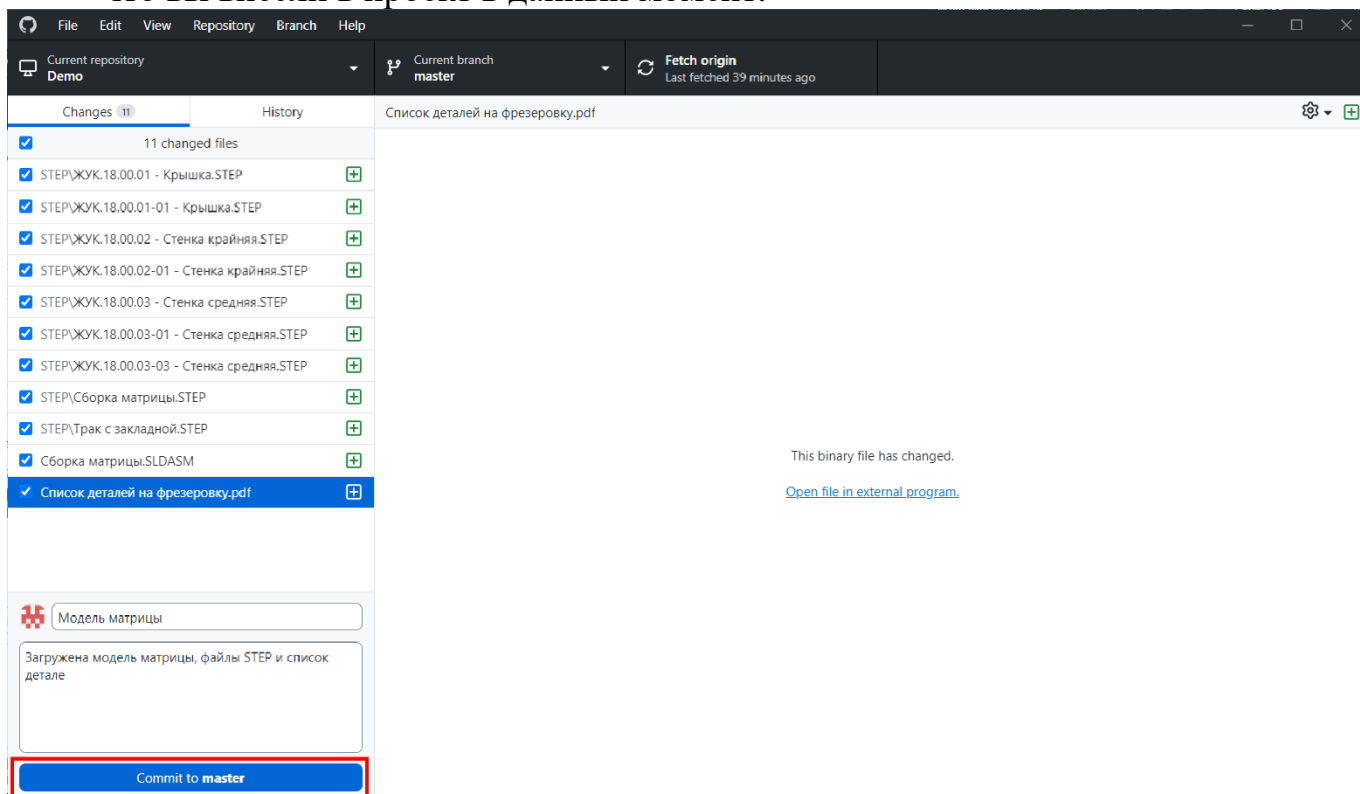 что вы внесли в проект в данный момент.
File Edit View Repository Branch Help
Current repository
Demo
Current branch
master
Fetch origin
Last fetched 39 minutes ago
Changes 11
History
Список деталей на фрезеровку.pdf
11 changed files
STEP\ЖУК.18.00.01 - Крышка.STEP
STEP\ЖУК.18.00.01-01 - Крышка.STEP
STEP\ЖУК.18.00.02 - Стенка крайняя.STEP
STEP\ЖУК.18.00.02-01 - Стенка крайняя.STEP
STEP\ЖУК.18.00.03 - Стенка средняя.STEP
STEP\ЖУК.18.00.03-01 - Стенка средняя.STEP
STEP\ЖУК.18.00.03-03 - Стенка средняя.STEP
STEP\Сборка матрицы.STEP
STEP\Трак с закладной.STEP
Сборка матрицы.SLDASM
Список деталей на фрезеровку.pdf
This binary file has changed.
Open file in external program.
Модель матрицы
Загружена модель матрицы, файлы STEP и список
детале
Commit to master